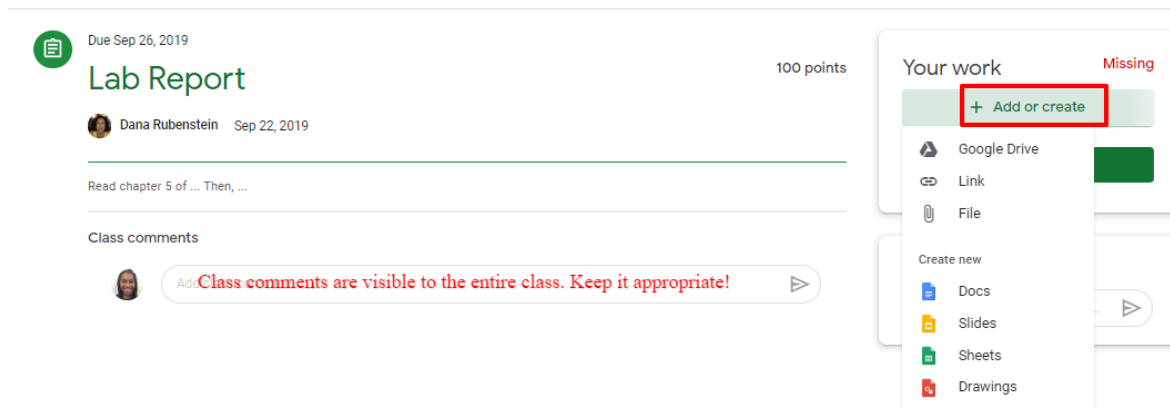 Due Sep 26, 2019
Lab Report
100 points
Dana Rubenstein Sep 22, 2019
Read chapter 5 of ... Then, ...
Class comments
Class comments are visible to the entire class. Keep it appropriate!
Your work
Missing
+ Add or create
Google Drive
Link
File
Create new
Docs
Slides
Sheets
Drawings